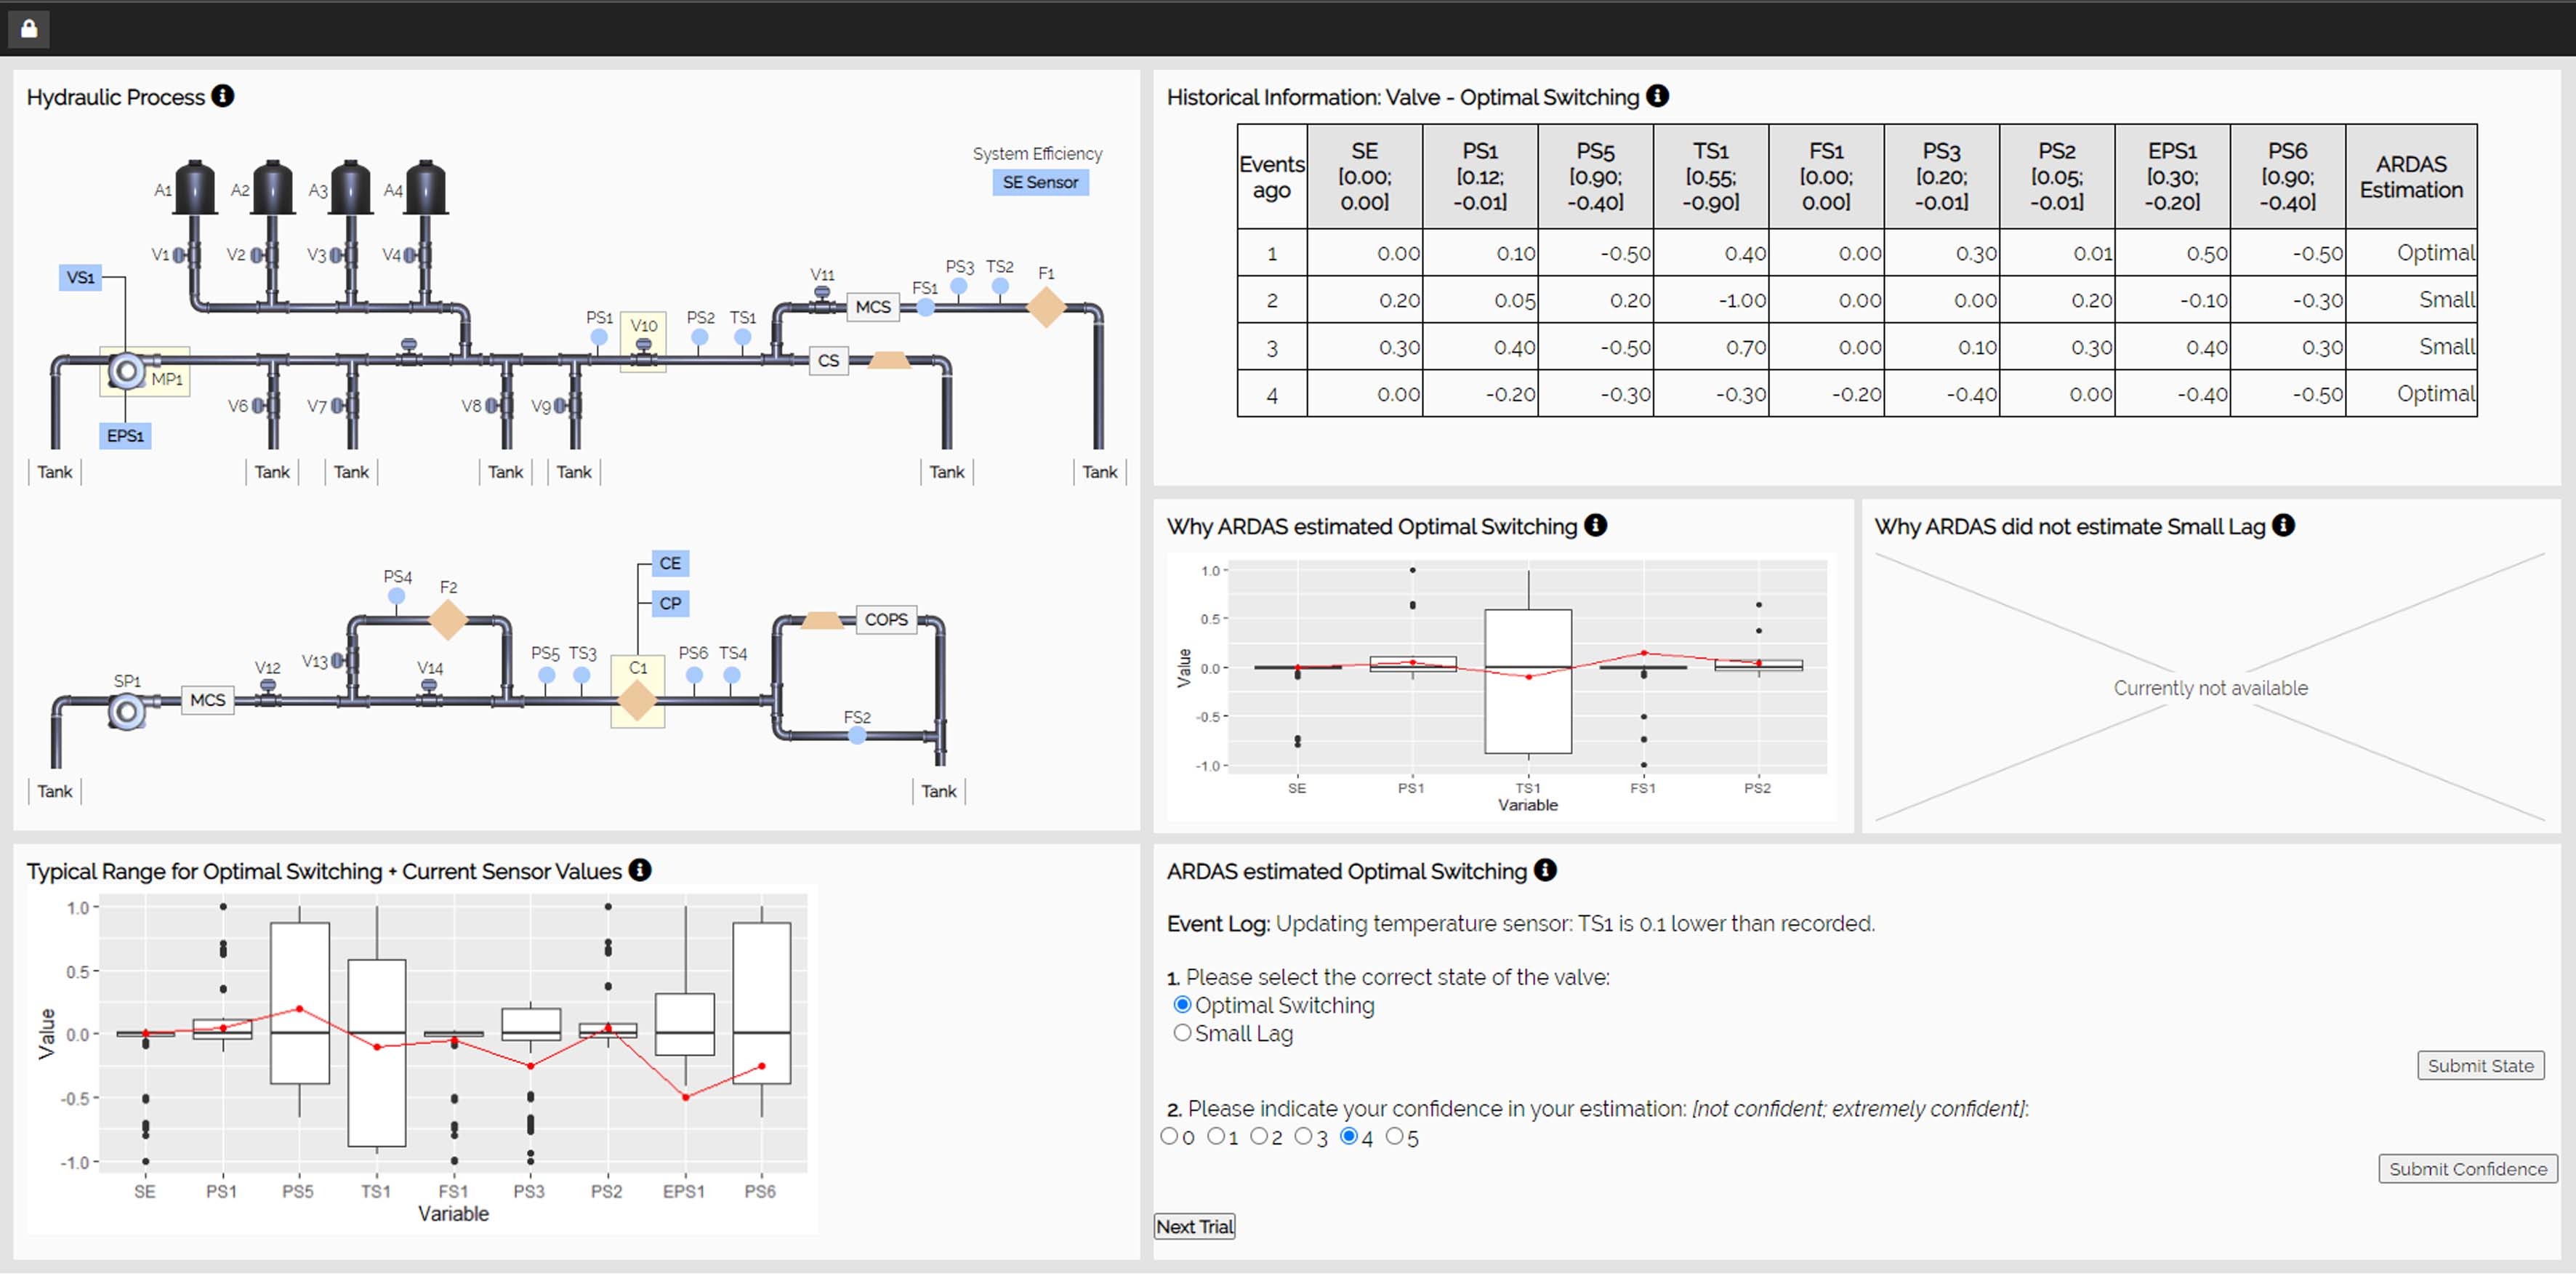 Hydraulic Process
System Efficiency
SE Sensor
A1 A2 A3 A4
V1 V2 V3 V4
VS1
PS1 V10 PS2 TS1
V11 MCS FS1 PS3 TS2 F1
CS
MP1
V6 V7 V8 V9
EPS1
Tank Tank Tank Tank Tank Tank Tank
CE
CP
PS4 F2
V13 V12 V14
PS5 TS3 C1 PS6 TS4
COPS
SP1 MCS
FS2
Tank Tank
Historical Information: Valve - Optimal Switching
Events ago
SE [0.00; 0.00]
PS1 [0.12; -0.01]
PS5 [0.90; -0.40]
TS1 [0.55; -0.90]
FS1 [0.00; 0.00]
PS3 [0.20; -0.01]
PS2 [0.05; -0.01]
EPS1 [0.30; -0.20]
PS6 [0.90; -0.40]
ARDAS Estimation
1 0.00 0.10 -0.50 0.40 0.00 0.30 0.01 0.50 -0.50 Optimal
2 0.20 0.05 0.20 -1.00 0.00 0.00 0.20 -0.10 -0.30 Small
3 0.30 0.40 -0.50 0.70 0.00 0.10 0.30 0.40 0.30 Small
4 0.00 -0.20 -0.30 -0.30 -0.20 -0.40 0.00 -0.40 -0.50 Optimal
Why ARDAS estimated Optimal Switching
1.0
0.5
0.0
-0.5
-1.0
Value
SE PS1 TS1 FS1 PS2
Variable
Why ARDAS did not estimate Small Lag
Currently not available
Typical Range for Optimal Switching + Current Sensor Values
1.0
0.5
0.0
-0.5
-1.0
Value
SE PS1 PS5 TS1 FS1 PS3 PS2 EPS1 PS6
Variable
ARDAS estimated Optimal Switching
Event Log: Updating temperature sensor: TS1 is 0.1 lower than recorded.
1. Please select the correct state of the valve:
Optimal Switching
Small Lag
Submit State
2. Please indicate your confidence in your estimation: [not confident; extremely confident]:
0 1 2 3 4 5
Submit Confidence
Next Trial